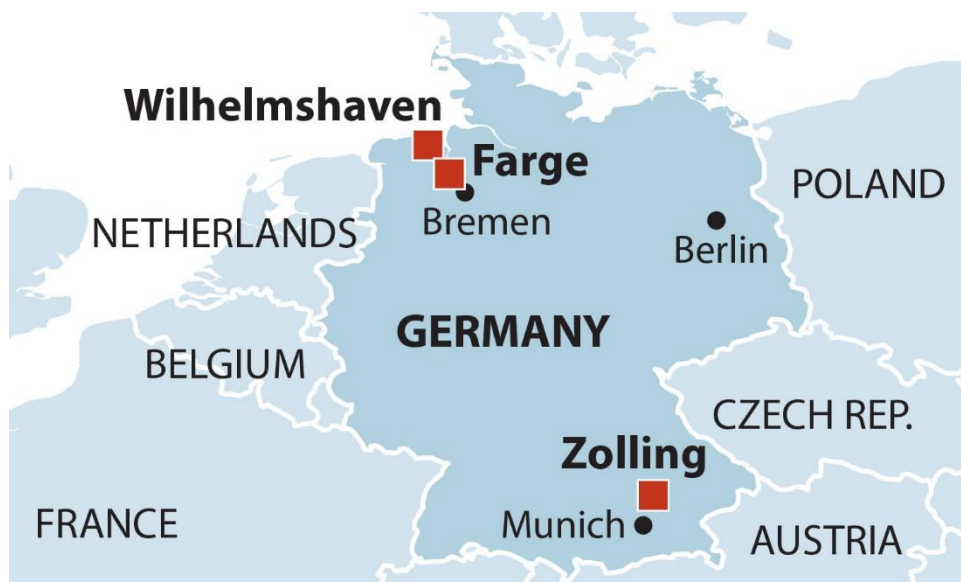 Wilhelmshaven
Farge
POLAND
NETHERLANDS
Bremen
Berlin
GERMANY
BELGIUM
CZECH REP.
Zolling
FRANCE
Munich
AUSTRIA